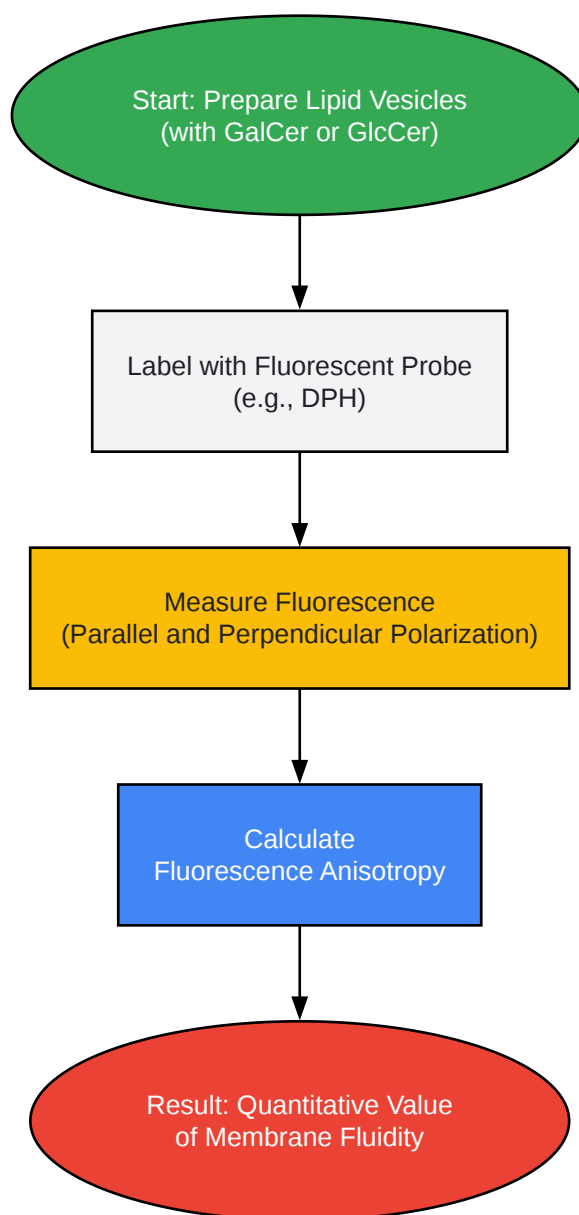 Start: Prepare Lipid Vesicles
(with GalCer or GlcCer)
Label with Fluorescent Probe
(e.g., DPH)
Measure Fluorescence
(Parallel and Perpendicular Polarization)
Calculate
Fluorescence Anisotropy
Result: Quantitative Value
of Membrane Fluidity